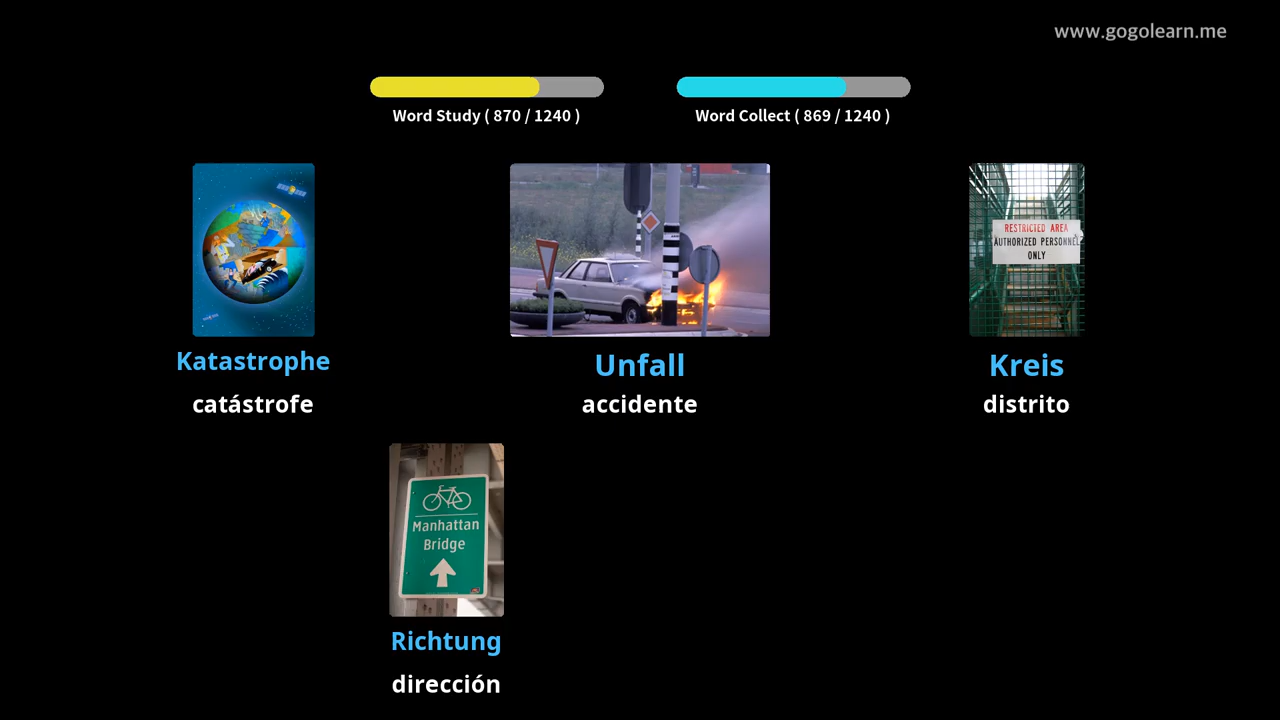 www.gogolearn.me
Word Study ( 870 / 1240 )
Word Collect ( 869 / 1240 )
RESTRICTED AREA
AUTHORIZED PERSONNEL
ONLY
Katastrophe
catástrofe
Unfall
accidente
Kreis
distrito
Manhattan
Bridge
Richtung
dirección